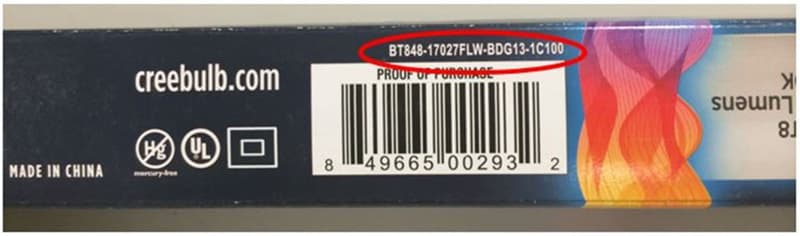 BT848-17027FLW-BDG13-1C100
creebulb.com
PROOF OF PURCHASE
Hg
mercury-free
UL
MADE IN CHINA
8 49665 00293 2
T8
Lumens
K